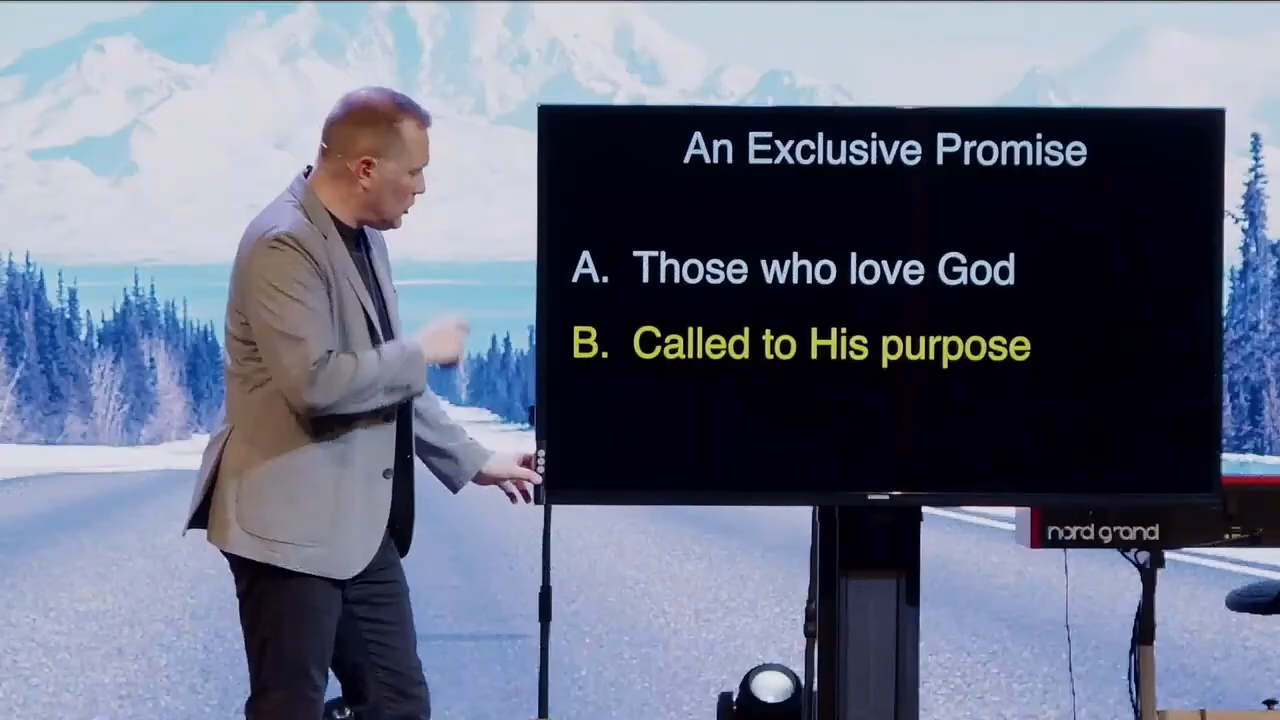 An Exclusive Promise
A. Those who love God
B. Called to His purpose
nord grand